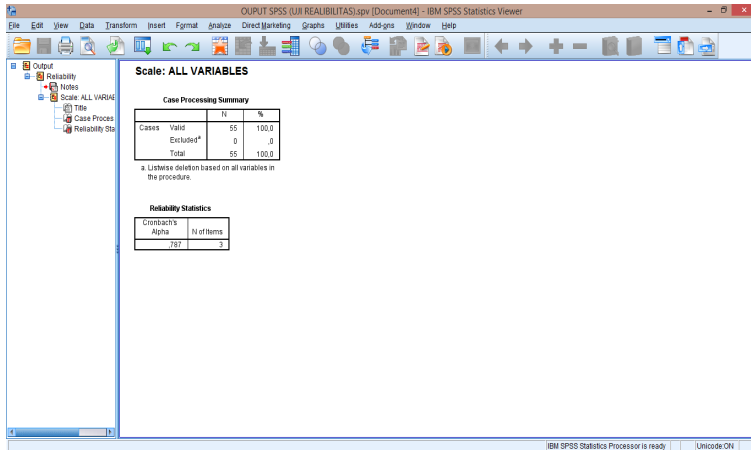 OUPUT SPSS (UJI REALIBILITAS).spv [Document4] - IBM SPSS Statistics Viewer
File Edit View Data Transform Insert Format Analyze Direct Marketing Graphs Utilities Add-ons Window Help
Output
Reliability
Notes
Scale: ALL VARIAB
Title
Case Proces
Reliability Sta
Scale: ALL VARIABLES
Case Processing Summary
N %
Cases Valid 55 100,0
Excludedª 0 ,0
Total 55 100,0
a. Listwise deletion based on all variables in
the procedure.
Reliability Statistics
Cronbach's
Alpha N of Items
,787 3
IBM SPSS Statistics Processor is ready Unicode:ON